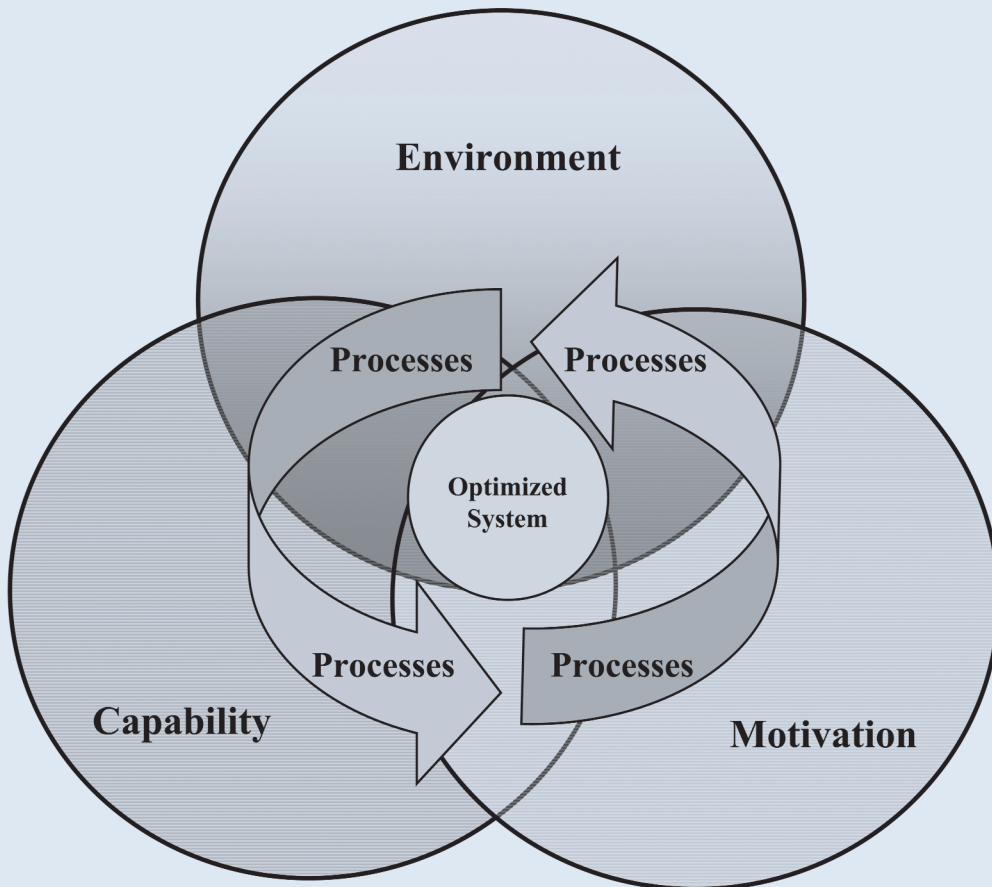 Environment
Processes
Processes
Optimized
System
Processes
Processes
Capability
Motivation